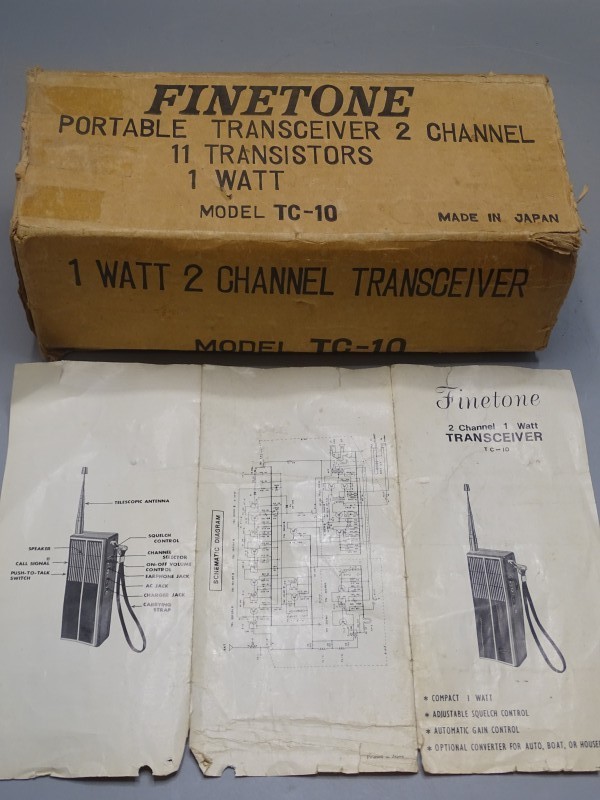 FINETONE
PORTABLE TRANSCEIVER 2 CHANNEL
11 TRANSISTORS
1 WATT
MODEL TC-10
MADE IN JAPAN
1 WATT 2 CHANNEL TRANSCEIVER
MODEL TC-10
TELESCOPIC ANTENNA
SPEAKER
CALL SIGNAL
PUSH-TO-TALK
SWITCH
SQUELCH
CONTROL
CHANNEL
SELECTOR
ON-OFF VOLUME
CONTROL
EARPHONE JACK
AC JACK
CHARGER JACK
CARRYING
STRAP
SCHEMATIC DIAGRAM
Printed in Japan
Finetone
2 Channel 1 Watt
TRANSCEIVER
TC-10
* COMPACT 1 WATT
* ADJUSTABLE SQUELCH CONTROL
* AUTOMATIC GAIN CONTROL
* OPTIONAL CONVERTER FOR AUTO, BOAT, OR HOUSE